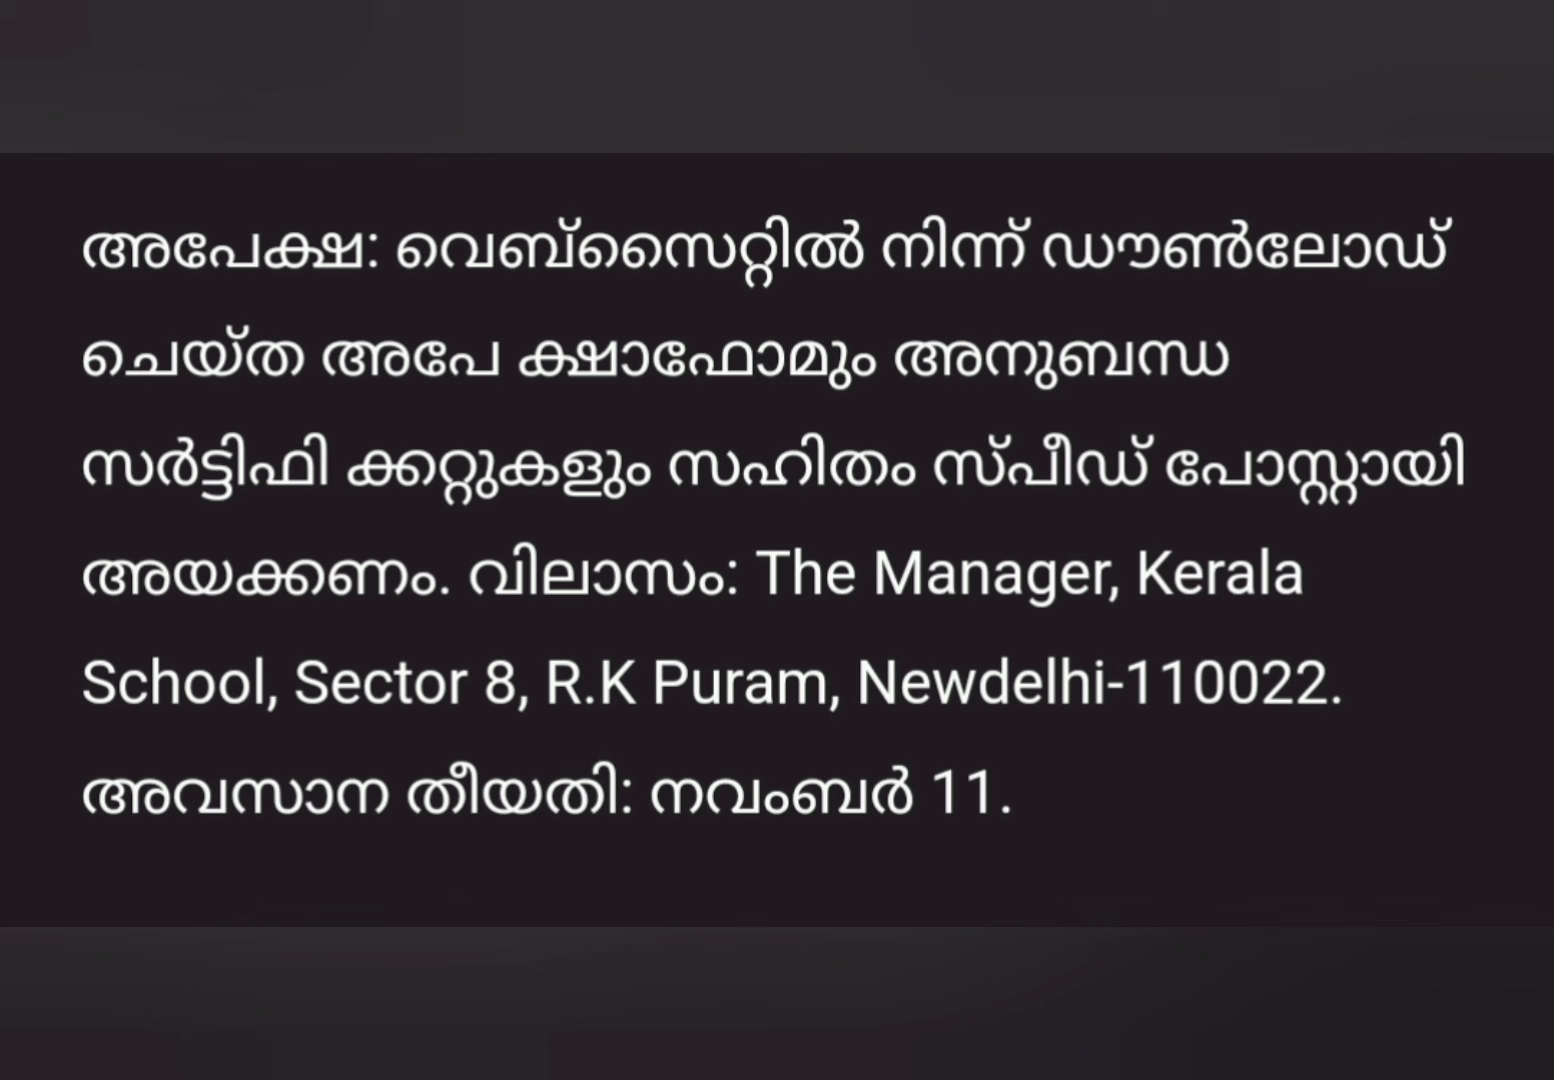 അപേക്ഷ: വെബ്സൈറ്റിൽ നിന്ന് ഡൗൺലോഡ്
ചെയ്ത അപേ ക്ഷാഫോമും അനുബന്ധ
സർട്ടിഫി ക്കറ്റുകളും സഹിതം സ്പീഡ് പോസ്റ്റായി
അയക്കണം. വിലാസം: The Manager, Kerala
School, Sector 8, R.K Puram, Newdelhi-110022.
അവസാന തീയതി: നവംബർ 11.